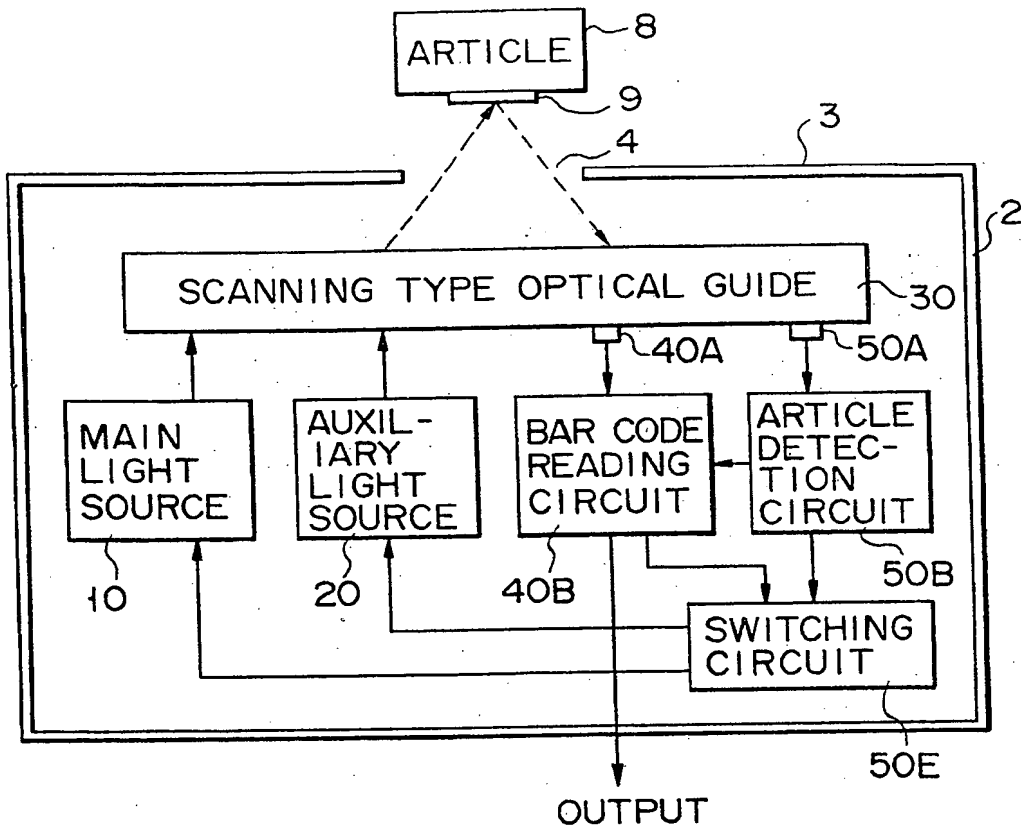 ARTICLE
8
9
4
3
2
SCANNING TYPE OPTICAL GUIDE
30
40A
50A
MAIN
LIGHT
SOURCE
10
AUXIL-
IARY
LIGHT
SOURCE
20
BAR CODE
READING
CIRCUIT
40B
ARTICLE
DETEC-
TION
CIRCUIT
50B
SWITCHING
CIRCUIT
50E
OUTPUT